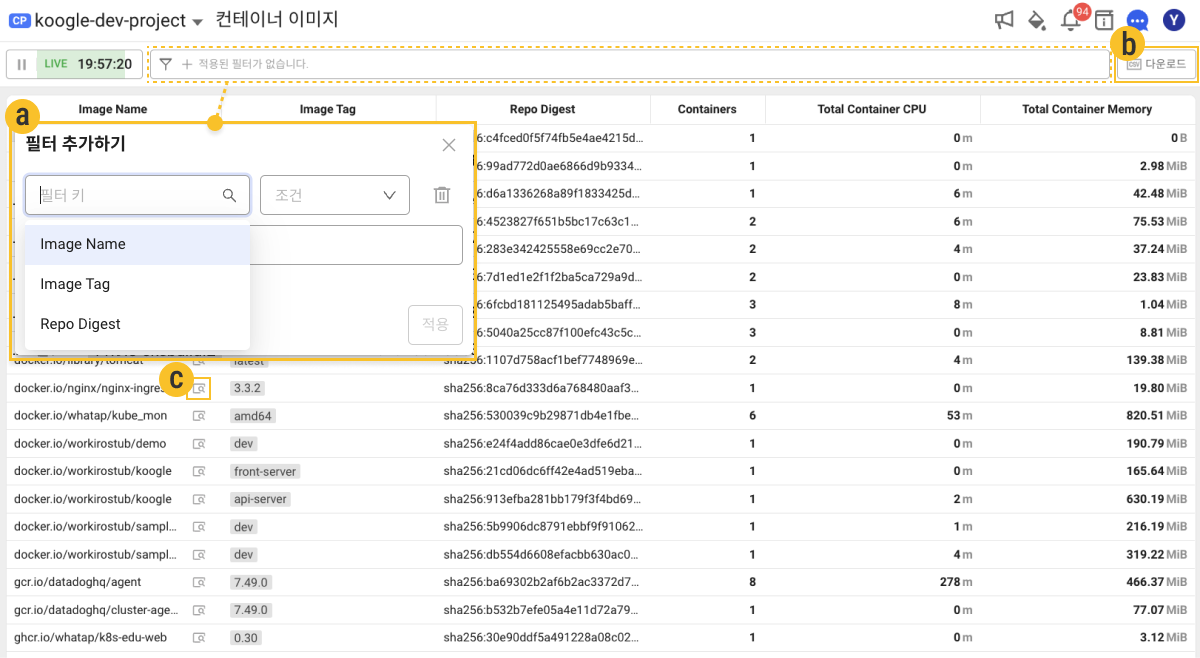 CP koogle-dev-project 컨테이너 이미지 94 Y
LIVE 19:57:20 적용된 필터가 없습니다. b CSV 다운로드
Image Name Image Tag Repo Digest Containers Total Container CPU Total Container Memory
a
필터 추가하기
필터 키 조건
Image Name
Image Tag
Repo Digest
적용
6:c4fced0f5f74fb5e4ae4215d... 1 0 m 0 B
6:99ad772d0ae6866d9b9334... 1 0 m 2.98 MiB
6:d6a1336268a89f1833425d... 1 6 m 42.48 MiB
6:4523827f651b5bc17c63c1... 2 6 m 75.53 MiB
6:283e342425558e69cc2e70... 2 4 m 37.24 MiB
6:7d1ed1e2f1f2ba5ca729a9d... 2 0 m 23.83 MiB
6:6fcbd181125495adab5baff... 3 8 m 1.04 MiB
6:5040a25cc87f100efc43c5c... 3 0 m 8.81 MiB
docker.io/library/tomcat latest sha256:1107d758acf1bef7748969e... 2 4 m 139.38 MiB
c
docker.io/nginx/nginx-ingre... 3.3.2 sha256:8ca76d333d6a768480aaf3... 1 0 m 19.80 MiB
docker.io/whatap/kube_mon amd64 sha256:530039c9b29871db4e1fbe... 6 53 m 820.51 MiB
docker.io/workirostub/demo dev sha256:e24f4add86cae0e3dfe6d21... 1 0 m 190.79 MiB
docker.io/workirostub/koogle front-server sha256:21cd06dc6ff42e4ad519eba... 1 0 m 165.64 MiB
docker.io/workirostub/koogle api-server sha256:913efba281bb179f3f4bd69... 1 2 m 630.19 MiB
docker.io/workirostub/sampl... dev sha256:5b9906dc8791ebbf9f91062... 1 1 m 216.19 MiB
docker.io/workirostub/sampl... dev sha256:db554d6608efacbb630ac0... 1 4 m 319.22 MiB
gcr.io/datadoghq/agent 7.49.0 sha256:ba69302b2af6b2ac3372d7... 8 278 m 466.37 MiB
gcr.io/datadoghq/cluster-age... 7.49.0 sha256:b532b7efe05a4e11d72a79... 1 0 m 77.07 MiB
ghcr.io/whatap/k8s-edu-web 0.30 sha256:30e90ddf5a491228a08c02... 1 0 m 3.12 MiB